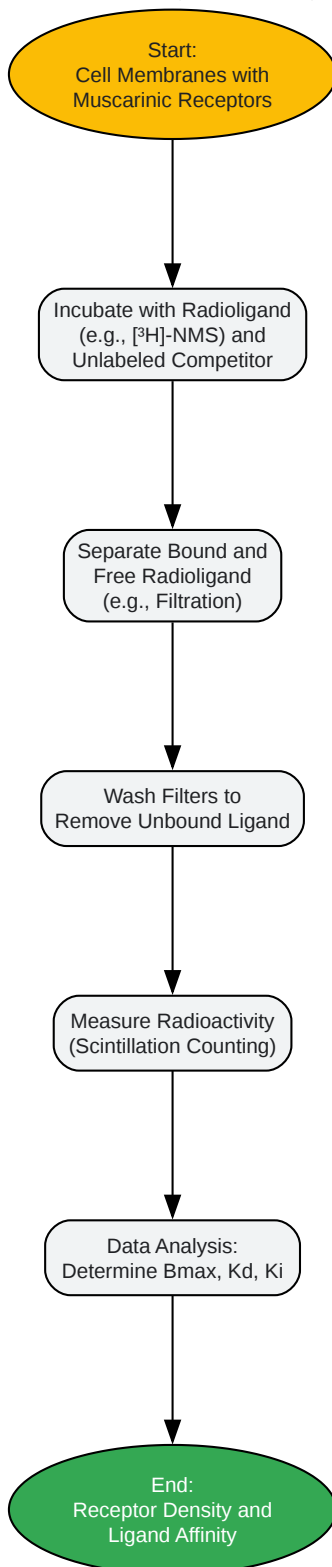 Start:
Cell Membranes with
Muscarinic Receptors
Incubate with Radioligand
(e.g., [³H]-NMS) and
Unlabeled Competitor
Separate Bound and
Free Radioligand
(e.g., Filtration)
Wash Filters to
Remove Unbound Ligand
Measure Radioactivity
(Scintillation Counting)
Data Analysis:
Determine Bmax, Kd, Ki
End:
Receptor Density and
Ligand Affinity